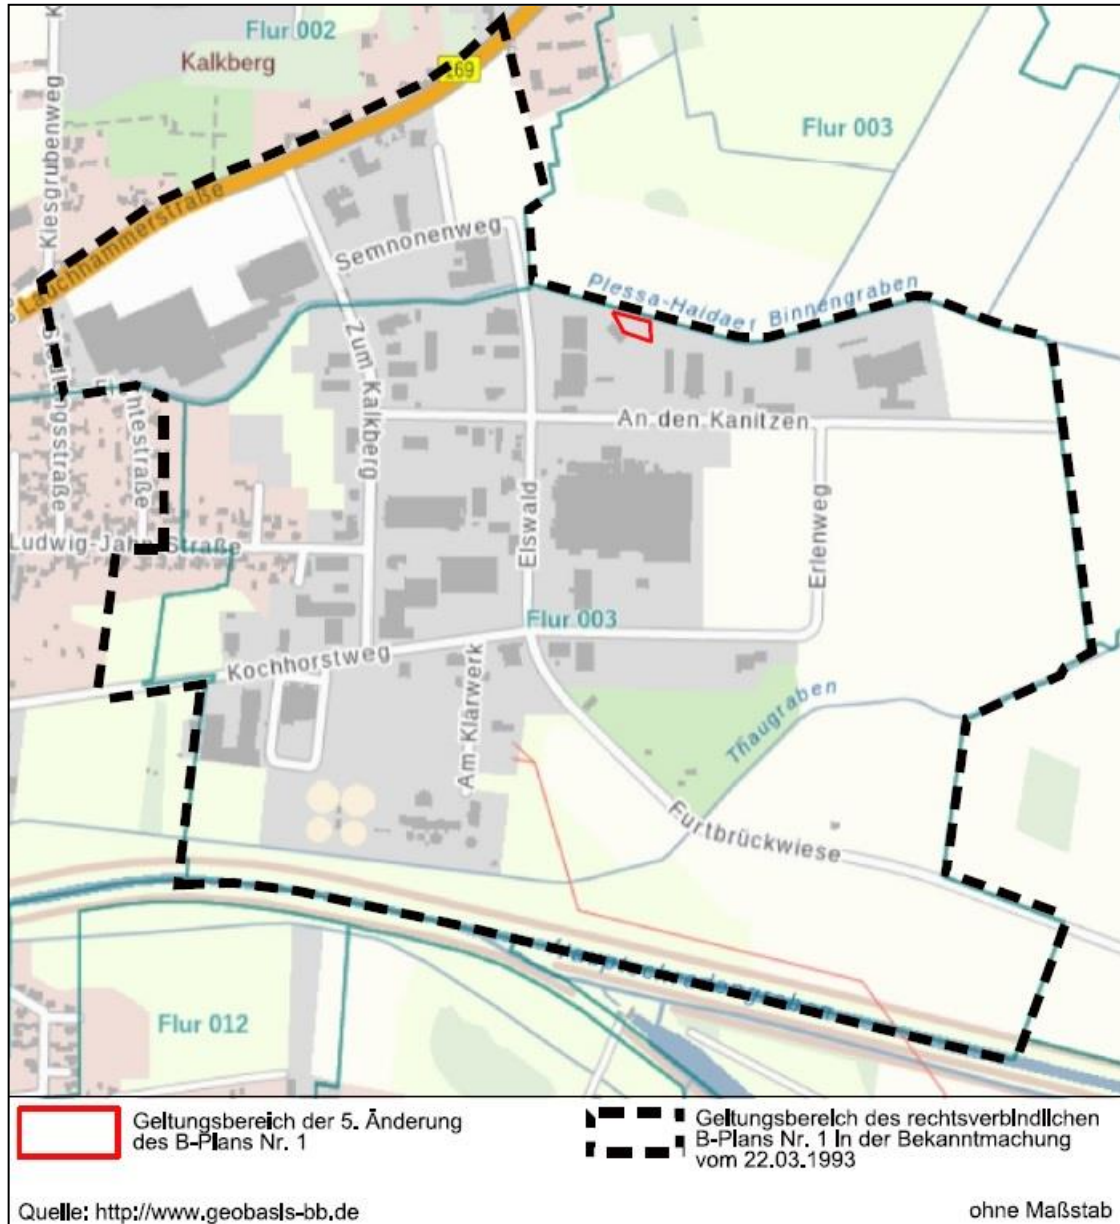 Flur 002
Kalkberg
169
Flur 003
Kiesgrubenweg
Lauchhammerstraße
Semnonenweg
Plessa-Haidaer Binnengraben
Zum Kalkberg
An den Kanitzen
Elswald
Erlenweg
Ludwig-Jahn-Straße
Flur 003
Kochhorstweg
Am Klärwerk
Thaugraben
Furtbrückwiese
Flur 012
Geltungsbereich der 5. Änderung
des B-Plans Nr. 1
Geltungsbereich des rechtsverbindlichen
B-Plans Nr. 1 in der Bekanntmachung
vom 22.03.1993
Quelle: http://www.geobasis-bb.de
ohne Maßstab